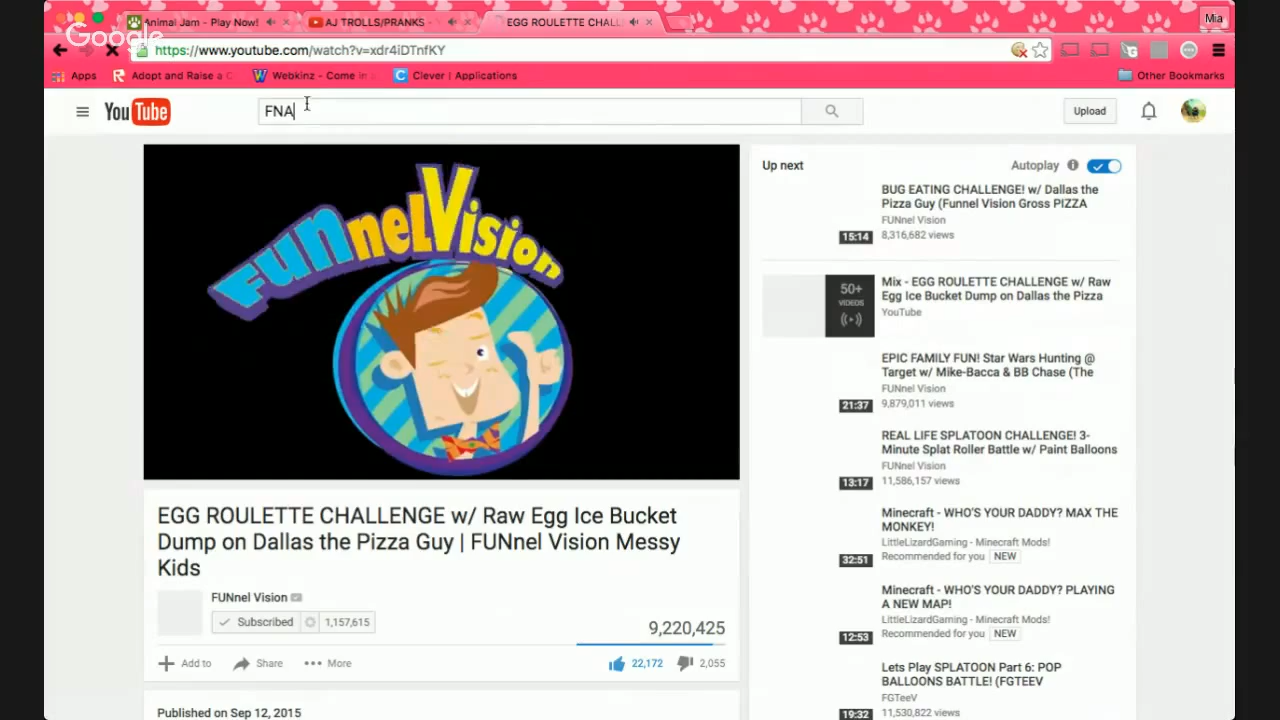 Animal Jam - Play Now!
AJ TROLLS/PRANKS -
EGG ROULETTE CHALL
Mia
Google
https://www.youtube.com/watch?v=xdr4iDTnfKY
Apps
Adopt and Raise a C
Webkinz - Come in a
Clever | Applications
Other Bookmarks
YouTube
FNA
Upload
FUNnelVision
Up next
Autoplay
BUG EATING CHALLENGE! w/ Dallas the
Pizza Guy (Funnel Vision Gross PIZZA
FUNnel Vision
8,316,682 views
15:14
50+
VIDEOS
Mix - EGG ROULETTE CHALLENGE w/ Raw
Egg Ice Bucket Dump on Dallas the Pizza
YouTube
EPIC FAMILY FUN! Star Wars Hunting @
Target w/ Mike-Bacca & BB Chase (The
FUNnel Vision
9,879,011 views
21:37
REAL LIFE SPLATOON CHALLENGE! 3-
Minute Splat Roller Battle w/ Paint Balloons
FUNnel Vision
11,586,157 views
13:17
Minecraft - WHO'S YOUR DADDY? MAX THE
MONKEY!
LittleLizardGaming - Minecraft Mods!
Recommended for you NEW
32:51
Minecraft - WHO'S YOUR DADDY? PLAYING
A NEW MAP!
LittleLizardGaming - Minecraft Mods!
Recommended for you NEW
12:53
Lets Play SPLATOON Part 6: POP
BALLOONS BATTLE! (FGTEEV
FGTeeV
11,530,822 views
19:32
EGG ROULETTE CHALLENGE w/ Raw Egg Ice Bucket
Dump on Dallas the Pizza Guy | FUNnel Vision Messy
Kids
FUNnel Vision
Subscribed 1,157,615
9,220,425
Add to Share More
22,172 2,055
Published on Sep 12, 2015